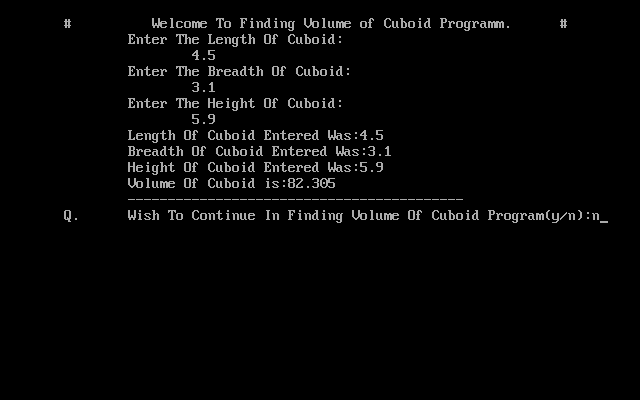 # Welcome To Finding Volume of Cuboid Programm. #
Enter The Length Of Cuboid:
4.5
Enter The Breadth Of Cuboid:
3.1
Enter The Height Of Cuboid:
5.9
Length Of Cuboid Entered Was:4.5
Breadth Of Cuboid Entered Was:3.1
Height Of Cuboid Entered Was:5.9
Volume Of Cuboid is:82.305
------------------------------------------
Q. Wish To Continue In Finding Volume Of Cuboid Program(y/n):n_